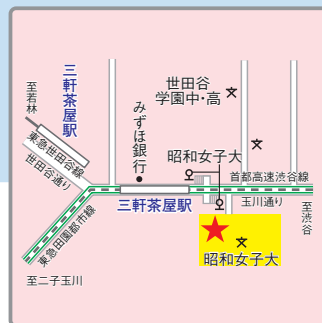 至若林
三軒茶屋駅
世田谷
学園中・高
みずほ銀行
昭和女子大
東急世田谷線
世田谷通り
首都高速渋谷線
玉川通り
三軒茶屋駅
至渋谷
東急田園都市線
昭和女子大
至二子玉川